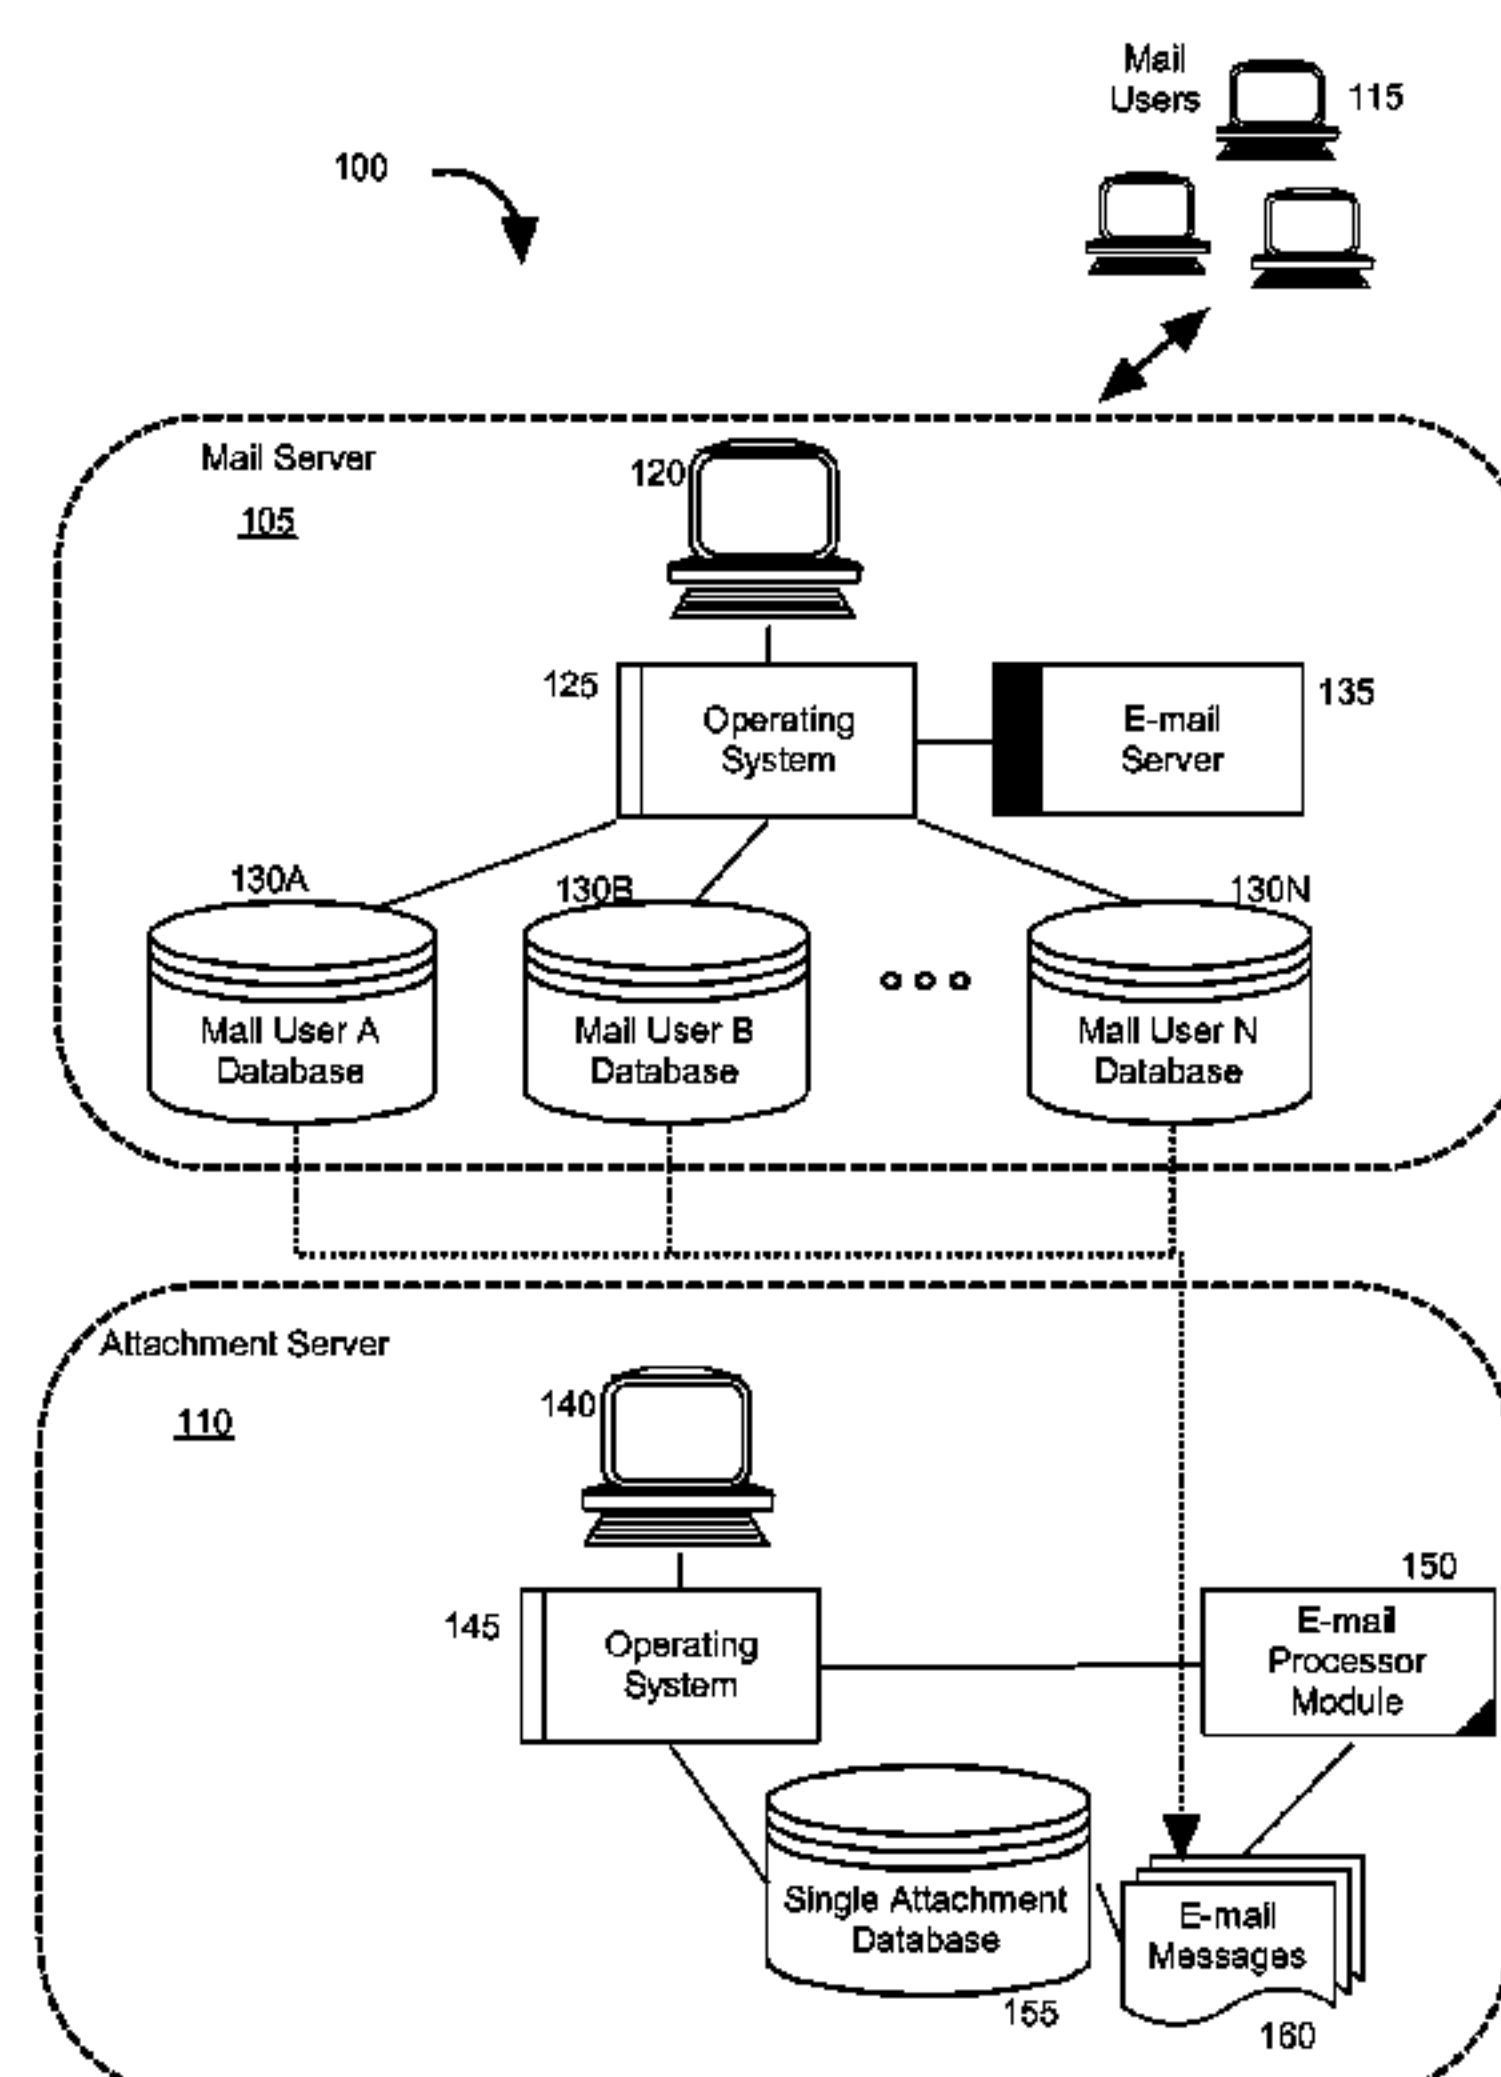 Mail
Users
115
100
Mail Server
105
120
125
Operating
System
E-mail
Server
135
130A
130B
130N
Mail User A
Database
Mail User B
Database
Mail User N
Database
Attachment Server
110
140
145
Operating
System
150
E-mail
Processor
Module
Single Attachment
Database
155
E-mail
Messages
160